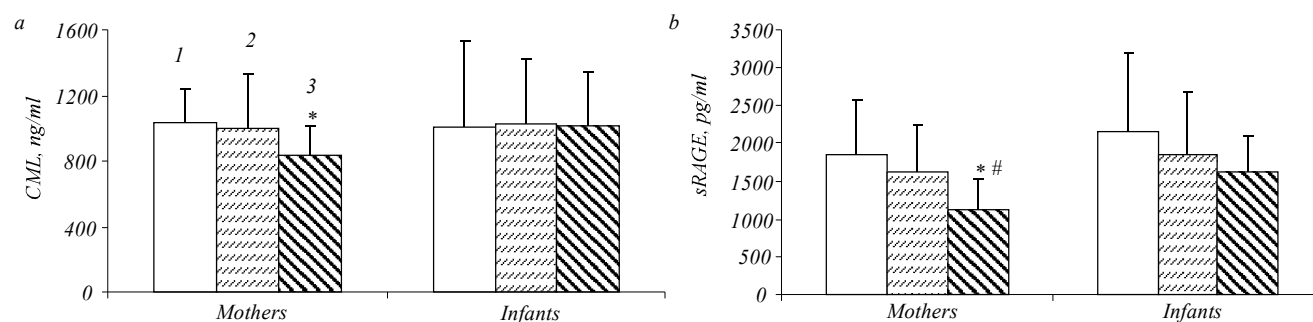 a
CML, ng/ml
1600
1200
800
400
0
1
2
3
*
Mothers
Infants
b
sRAGE, pg/ml
3500
3000
2500
2000
1500
1000
500
0
* #
Mothers
Infants